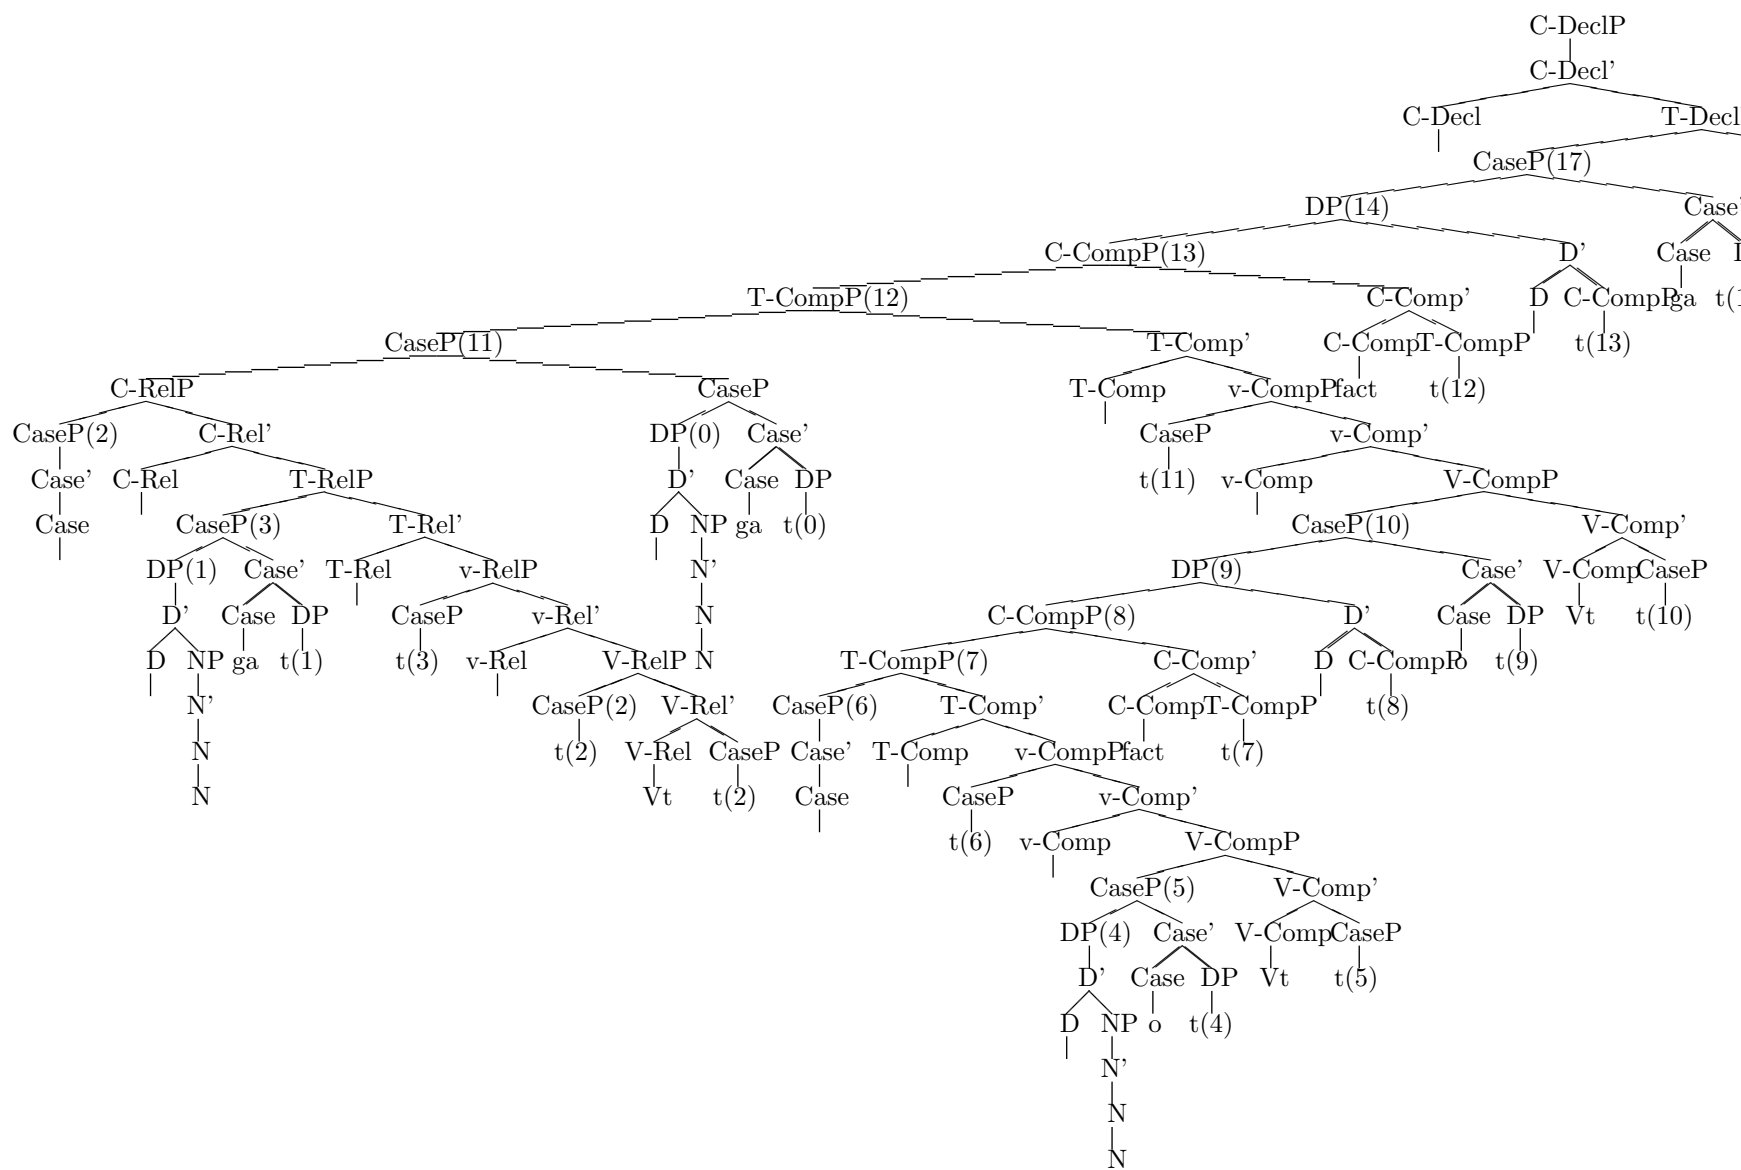 C-DeclP
C-Decl'
C-Decl T-Decl
CaseP(17)
DP(14) Case'
C-CompP(13) D' Case
T-CompP(12) C-Comp' D C-CompP ga t(1
CaseP(11) T-Comp' C-Comp T-CompP t(13)
C-RelP CaseP T-Comp v-CompP fact t(12)
CaseP(2) C-Rel' DP(0) Case' CaseP v-Comp'
Case' C-Rel T-RelP D' Case DP t(11) v-Comp V-CompP
Case CaseP(3) T-Rel' D NP ga t(0) CaseP(10) V-Comp'
DP(1) Case' T-Rel v-RelP N' DP(9) Case' V-Comp CaseP
D' Case DP CaseP v-Rel' N C-CompP(8) D' Case DP Vt t(10)
D NP ga t(1) t(3) v-Rel V-RelP N T-CompP(7) C-Comp' D C-CompP o t(9)
N' CaseP(2) V-Rel' CaseP(6) T-Comp' C-Comp T-CompP t(8)
N t(2) V-Rel CaseP Case' T-Comp v-CompP fact t(7)
N Vt t(2) Case CaseP v-Comp'
t(6) v-Comp V-CompP
CaseP(5) V-Comp'
DP(4) Case' V-Comp CaseP
D' Case DP Vt t(5)
D NP o t(4)
N'
N
N